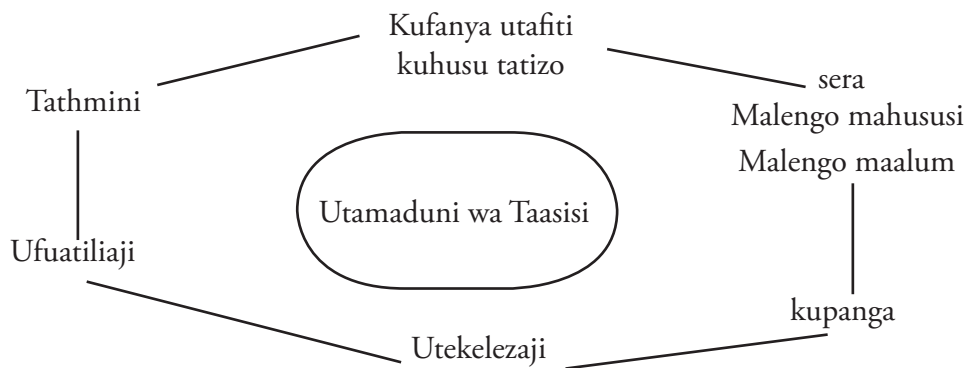 Kufanya utafiti
kuhusu tatizo
sera
Malengo mahususi
Malengo maalum
Tathmini
Utamaduni wa Taasisi
Ufuatiliaji
kupanga
Utekelezaji